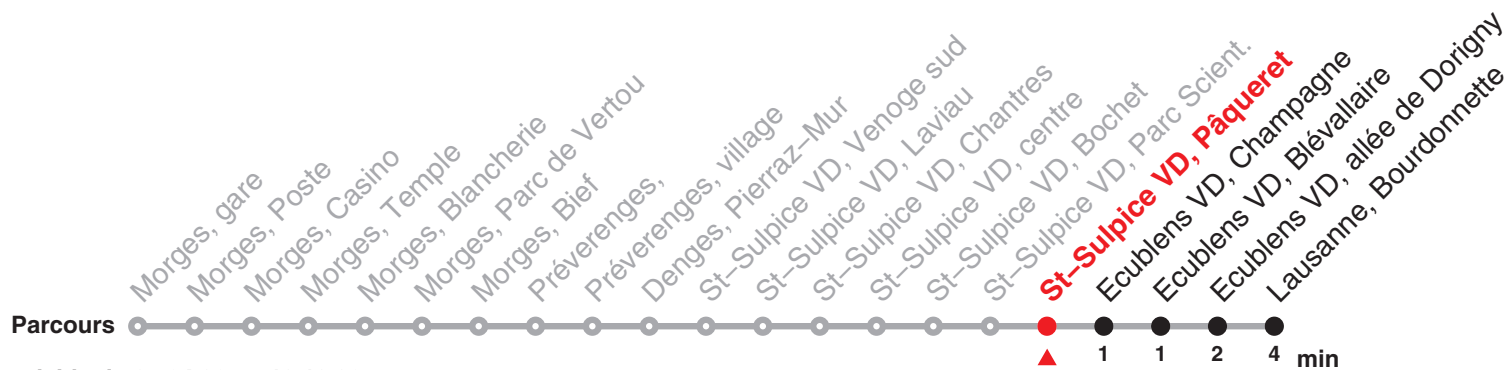 Morges, gare
Morges, Poste
Morges, Casino
Morges, Temple
Morges, Blancherie
Morges, Parc de Vertou
Morges, Bief
Préverenges,
Préverenges, village
Denges, Pierraz–Mur
St–Sulpice VD, Venoge sud
St–Sulpice VD, Laviau
St–Sulpice VD, Chantres
St–Sulpice VD, centre
St–Sulpice VD, Bochet
St–Sulpice VD, Parc Scient.
St–Sulpice VD, Pâqueret
Ecublens VD, Champagne
Ecublens VD, Blévallaire
Ecublens VD, allée de Dorigny
Lausanne, Bourdonnette
Parcours
1 1 2 4 min